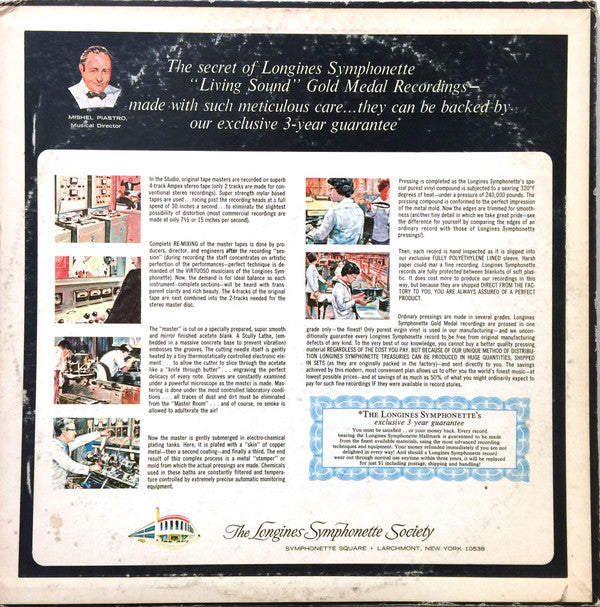 The secret of Longines Symphonette
"Living Sound" Gold Medal Recordings—
made with such meticulous care...they can be backed by
our exclusive 3-year guarantee*
MISHEL PIASTRO,
Musical Director
In the Studio, original tape masters are recorded on superb
4-track Ampex stereo tape (only 2 tracks are made for con-
ventional stereo recordings). Super strength mylar based
tapes are used . . . racing past the recording heads at a full
speed of 30 inches a second . . . to eliminate the slightest
possibility of distortion (most commercial recordings are
made at only 7½ or 15 inches per second).
Complete RE-MIXING of the master tapes is done by pro-
ducers, director, and engineers after the recording "ses-
sion" (during recording the staff concentrates on artistic
perfection of the performances—perfect technique is de-
manded of the VIRTUOSO musicians of the Longines Sym-
phonette). Now, the demand is for ideal balance so each
instrument—complete sections—will be heard with trans-
parent clarity and rich beauty. The 4-tracks of the original
tape are next combined into the 2-tracks needed for the
stereo master disc.
The "master" is cut on a specially prepared, super smooth
and mirror finished acetate blank. A Scully Lathe, (em-
bedded in a massive concrete base to prevent vibration)
embosses the grooves. The cutting needle itself is gently
heated by a tiny thermostatically controlled electronic ele-
ment . . . to allow the cutter to slice through the acetate
like a "knife through butter" . . . engraving the perfect
delicacy of every note. Grooves are constantly examined
under a powerful microscope as the master is made. Mas-
tering is done under the most controlled laboratory condi-
tions . . . all traces of dust and dirt must be eliminated
from the "Master Room" . . . and of course, no smoke is
allowed to adulterate the air!
Now the master is gently submerged in electro-chemical
plating tanks. Here, it is plated with a "skin" of copper
metal—then a second coating—and finally a third. The end
result of this complex process is a metal "stamper" or
mold from which the actual pressings are made. Chemicals
used in these baths are constantly filtered and tempera-
ture controlled by extremely precise automatic monitoring
equipment.
Pressing is completed as the Longines Symphonette's spe-
cial purest vinyl compound is subjected to a searing 320°F
degrees of heat—under a pressure of 240,000 pounds. The
pressing compound is conformed to the perfect impression
of the metal mold. Now the edges are trimmed for smooth-
ness (another tiny detail in which we take great pride—see
the difference for yourself by comparing the edges of an
ordinary record with those of Longines Symphonette
pressings!).
Then, each record is hand inspected as it is slipped into
our exclusive FULLY POLYETHYLENE LINED sleeve. Harsh
paper could mar a fine recording. Longines Symphonette
records are fully protected between blankets of soft plas-
tic. It does cost more to produce our recordings in this
way, but because they are shipped DIRECT FROM THE FAC-
TORY TO YOU, YOU ARE ALWAYS ASSURED OF A PERFECT
PRODUCT.
Ordinary pressings are made in several grades. Longines
Symphonette Gold Medal recordings are pressed in one
grade only—the finest! Only purest virgin vinyl is used in our manufacturing—and we uncon-
ditionally guarantee every Longines Symphonette record to be free from original manufacturing
defects of any kind. To the very best of our knowledge, you cannot buy a better quality pressing
material REGARDLESS OF THE COST YOU PAY, BUT BECAUSE OF OUR UNIQUE METHOD OF DISTRIBU-
TION LONGINES SYMPHONETTE TREASURIES CAN BE PRODUCED IN HUGE QUANTITIES, SHIPPED
IN SETS (as they are originally packed in the factory)—and sent directly to you. The savings
achieved by this modern, most convenient plan allows us to offer you the world's finest music—at
lowest possible prices—and at savings of as much as 50% of what you might ordinarily expect to
pay for such fine recordings IF they were available in record stores.
*THE LONGINES SYMPHONETTE'S
exclusive 3 year guarantee
You must be satisfied . . . or your money back. Every record
bearing the Longines Symphonette Hallmark is guaranteed to be made
from the finest available materials, using the most advanced recording
techniques and equipment. Your money refunded immediately if you are not
delighted in every way! And should a Longines Symphonette record
wear out through normal use anytime within three years, it will be replaced
for just $1 including postage, shipping and handling!
The Longines Symphonette Society
SYMPHONETTE SQUARE • LARCHMONT, NEW YORK 10538